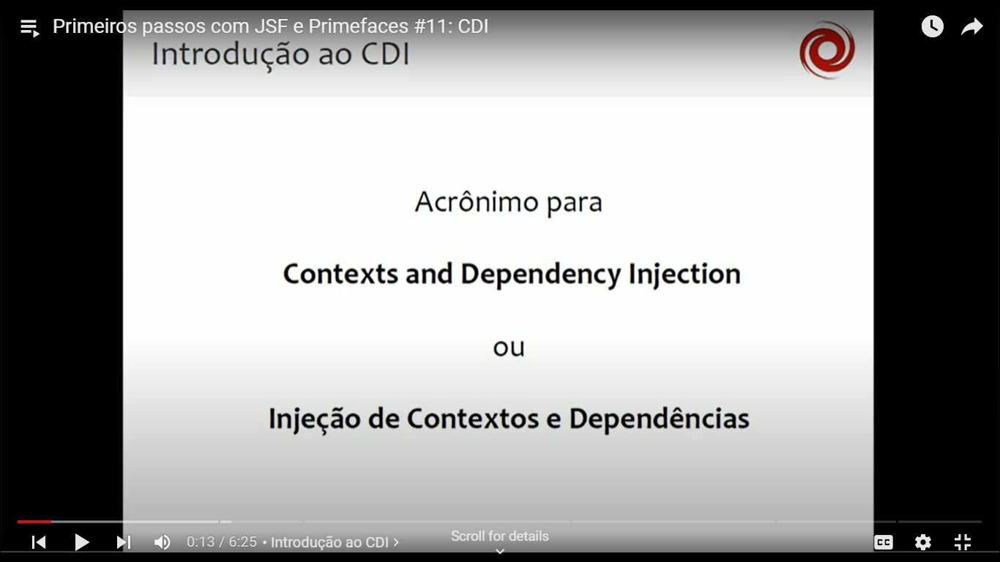 Primeiros passos com JSF e Primefaces #11: CDI
Introdução ao CDI
Acrônimo para
Contexts and Dependency Injection
ou
Injeção de Contextos e Dependências
Scroll for details
0:13 / 6:25 • Introdução ao CDI
CC